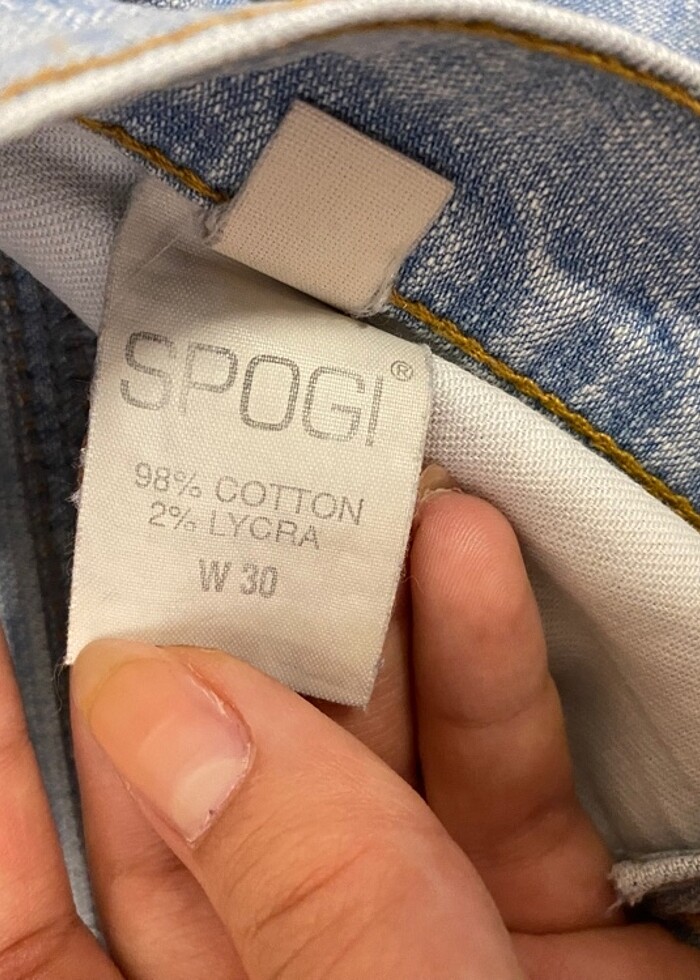 SPOGI®
98% COTTON
2% LYCRA
W 30